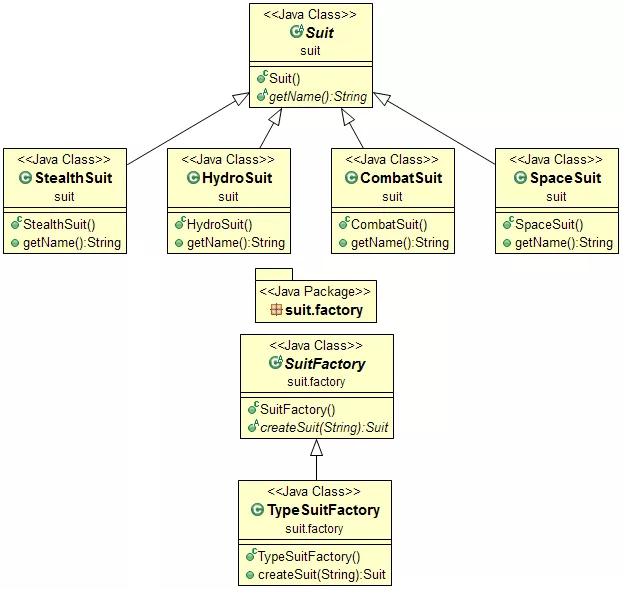 <<Java Class>>
Suit
suit
Suit()
getName():String
<<Java Class>>
StealthSuit
suit
StealthSuit()
getName():String
<<Java Class>>
HydroSuit
suit
HydroSuit()
getName():String
<<Java Class>>
CombatSuit
suit
CombatSuit()
getName():String
<<Java Class>>
SpaceSuit
suit
SpaceSuit()
getName():String
<<Java Package>>
suit.factory
<<Java Class>>
SuitFactory
suit.factory
SuitFactory()
createSuit(String):Suit
<<Java Class>>
TypeSuitFactory
suit.factory
TypeSuitFactory()
createSuit(String):Suit